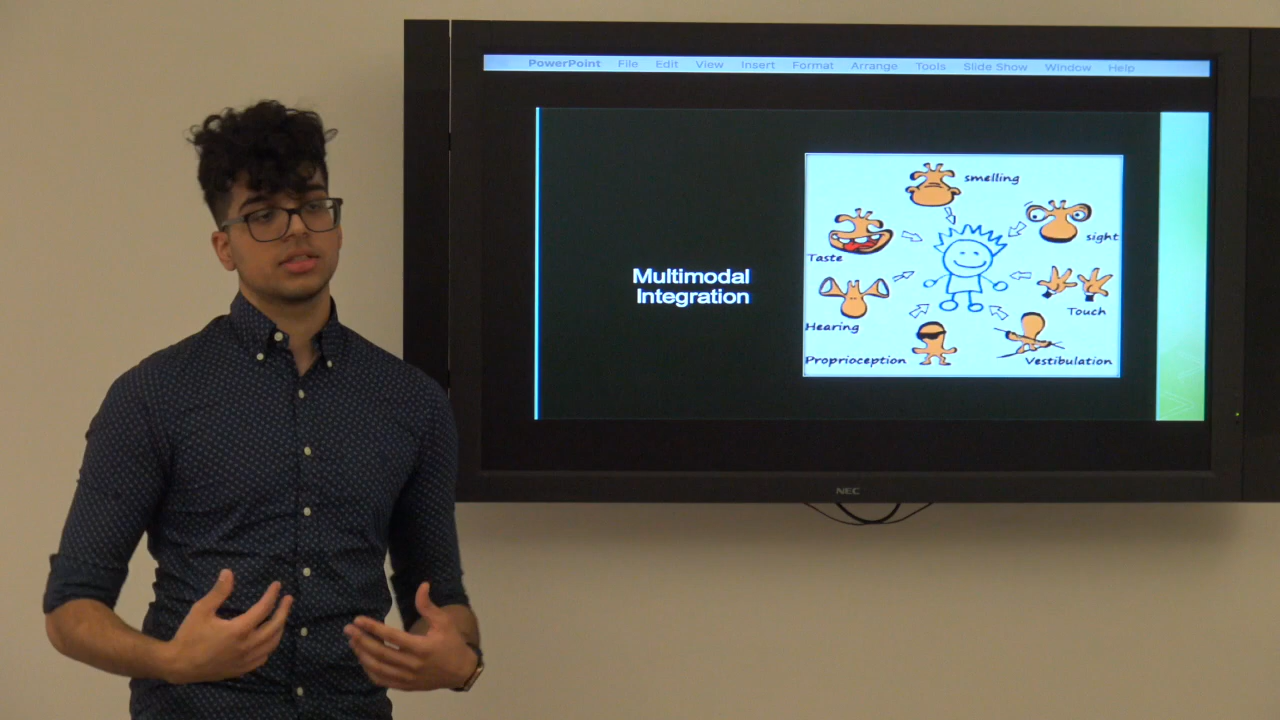 PowerPoint File Edit View Insert Format Arrange Tools Slide Show Window Help
Multimodal
Integration
smelling
sight
Taste
Touch
Hearing
Proprioception
Vestibulation
NEC